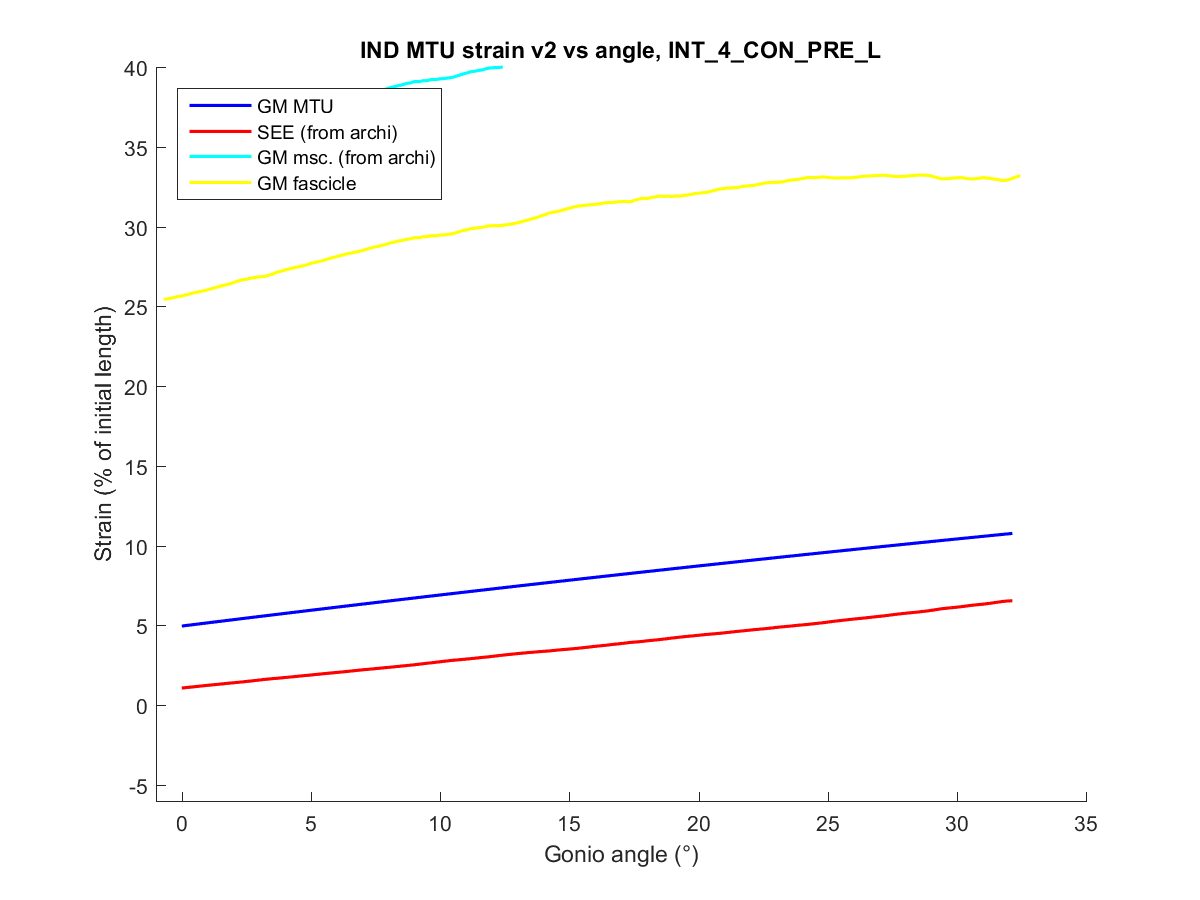 IND MTU strain v2 vs angle, INT_4_CON_PRE_L
GM MTU
SEE (from archi)
GM msc. (from archi)
GM fascicle
Strain (% of initial length)
40
35
30
25
20
15
10
5
0
-5
0 5 10 15 20 25 30 35
Gonio angle (°)